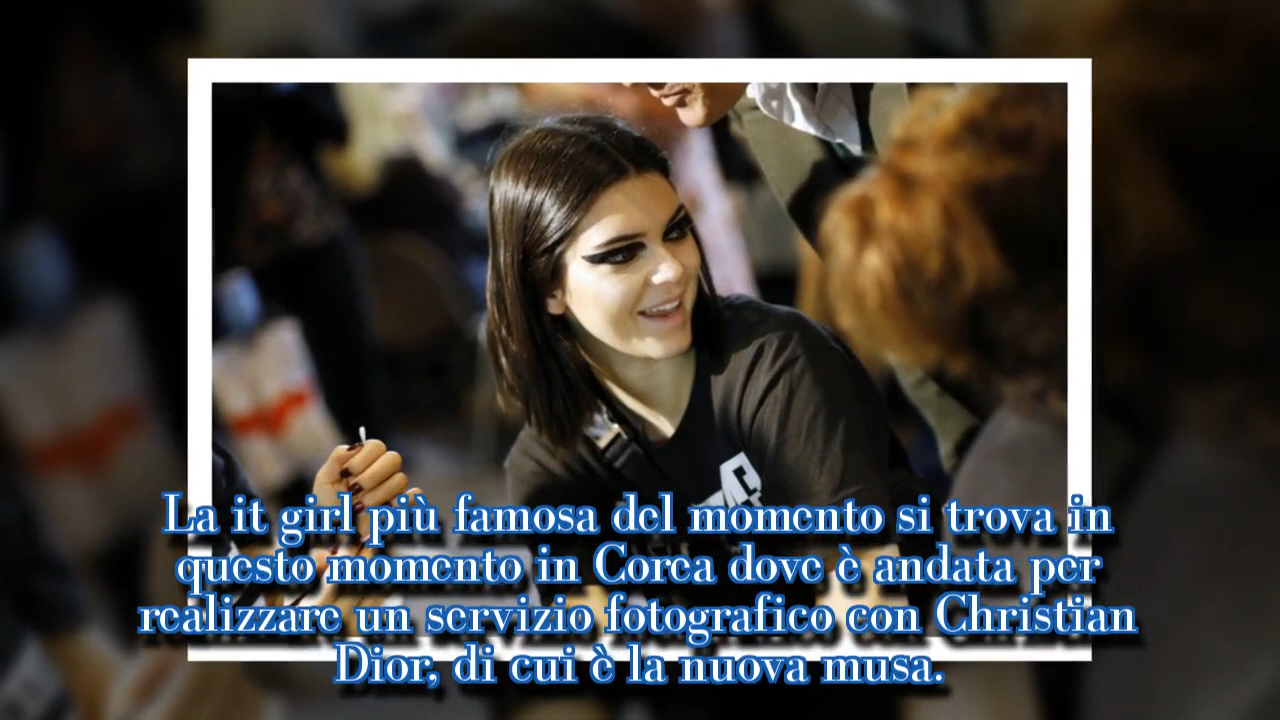 La it girl più famosa del momento si trova in
questo momento in Corea dove è andata per
realizzare un servizio fotografico con Christian
Dior, di cui è la nuova musa.